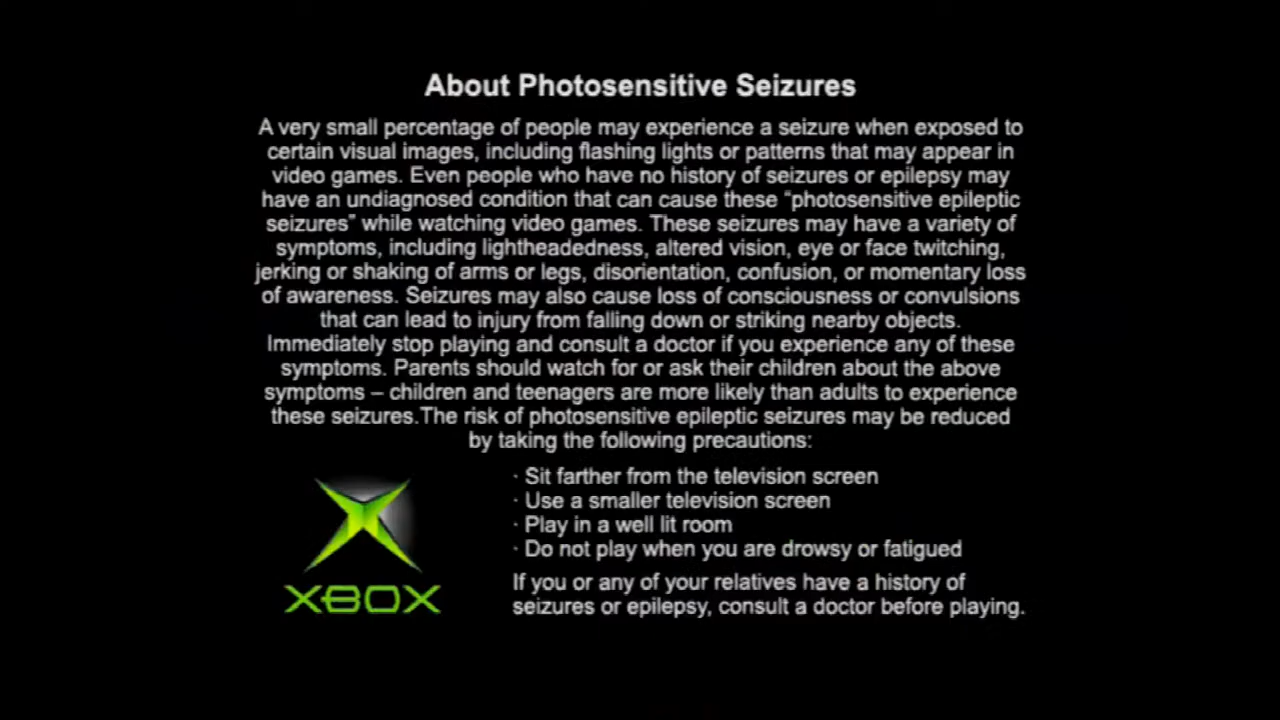 About Photosensitive Seizures
A very small percentage of people may experience a seizure when exposed to
certain visual images, including flashing lights or patterns that may appear in
video games. Even people who have no history of seizures or epilepsy may
have an undiagnosed condition that can cause these “photosensitive epileptic
seizures” while watching video games. These seizures may have a variety of
symptoms, including lightheadedness, altered vision, eye or face twitching,
jerking or shaking of arms or legs, disorientation, confusion, or momentary loss
of awareness. Seizures may also cause loss of consciousness or convulsions
that can lead to injury from falling down or striking nearby objects.
Immediately stop playing and consult a doctor if you experience any of these
symptoms. Parents should watch for or ask their children about the above
symptoms – children and teenagers are more likely than adults to experience
these seizures.The risk of photosensitive epileptic seizures may be reduced
by taking the following precautions:
· Sit farther from the television screen
· Use a smaller television screen
· Play in a well lit room
· Do not play when you are drowsy or fatigued
If you or any of your relatives have a history of
seizures or epilepsy, consult a doctor before playing.
XBOX